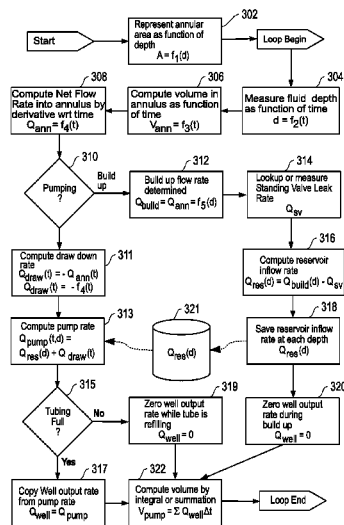 302
Start
Represent annular
area as function of
depth
A = f1(d)
Loop Begin
308
306
304
Compute Net Flow
Rate into annulus by
derivative wrt time
Qann = f4(t)
Compute volume in
annulus as function
of time
Vann = f3(t)
Measure fluid depth
as function of time
d = f2(t)
310
Pumping
?
Build
up
312
Build up flow rate
determined
Qbuild = Qann = f5(d)
314
Lookup or measure
Standing Valve Leak
Rate
Qsv
Compute draw down
rate
Qdraw(t) = - Qann(t)
Qdraw(t) = - f4(t)
311
316
Compute reservoir
inflow rate
Qres(d) = Qbuild(d) - Qsv
313
Compute pump rate
Qpump(t,d) =
Qres(d) + Qdraw(t)
321
Qres(d)
318
Save reservoir inflow
rate at each depth
Qres(d)
315
Tubing
Full
?
No
Yes
319
Zero well output
rate while tube is
refilling
Qwell = 0
320
Zero well output
rate during
build up
Qwell = 0
317
Copy Well output rate
from pump rate
Qwell = Qpump
322
Compute volume by
integral or summation
Vpump = Σ QwellΔt
Loop End